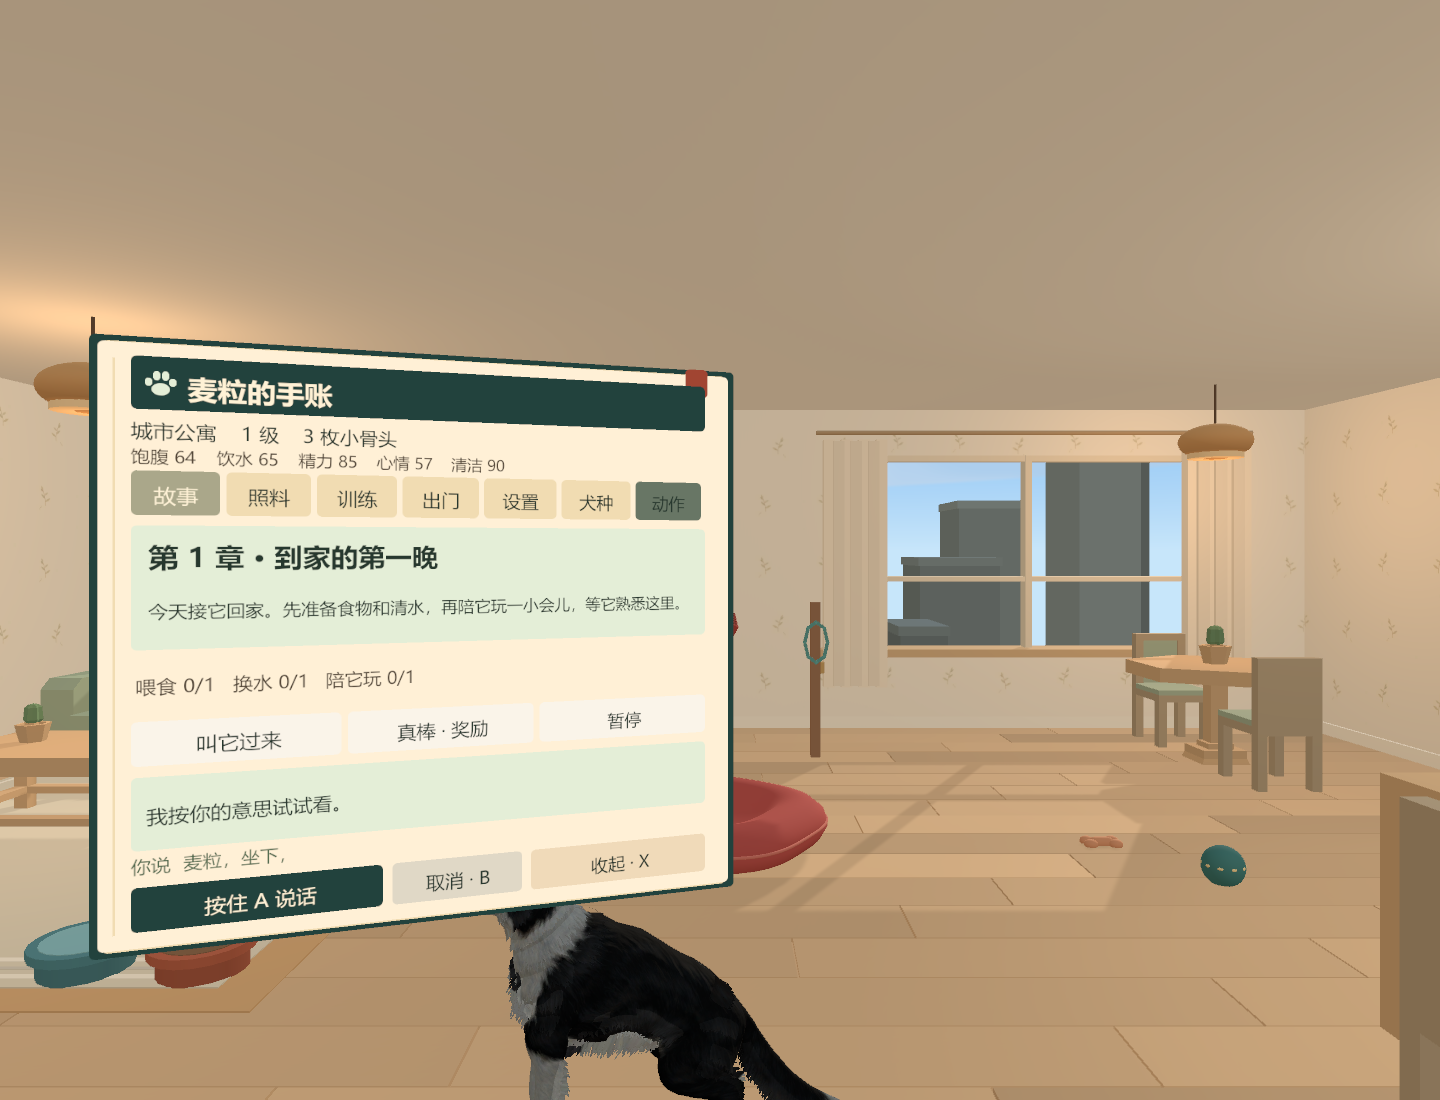 麦粒的手账
城市公寓 1 级 3 枚小骨头
饱腹 64 饮水 65 精力 85 心情 57 清洁 90
故事 照料 训练 出门 设置 犬种 动作
第 1 章 · 到家的第一晚
今天接它回家。先准备食物和清水，再陪它玩一小会儿，等它熟悉这里。
喂食 0/1 换水 0/1 陪它玩 0/1
叫它过来 真棒 · 奖励 暂停
我按你的意思试试看。
你说 麦粒，坐下，
按住 A 说话 取消 · B 收起 · X